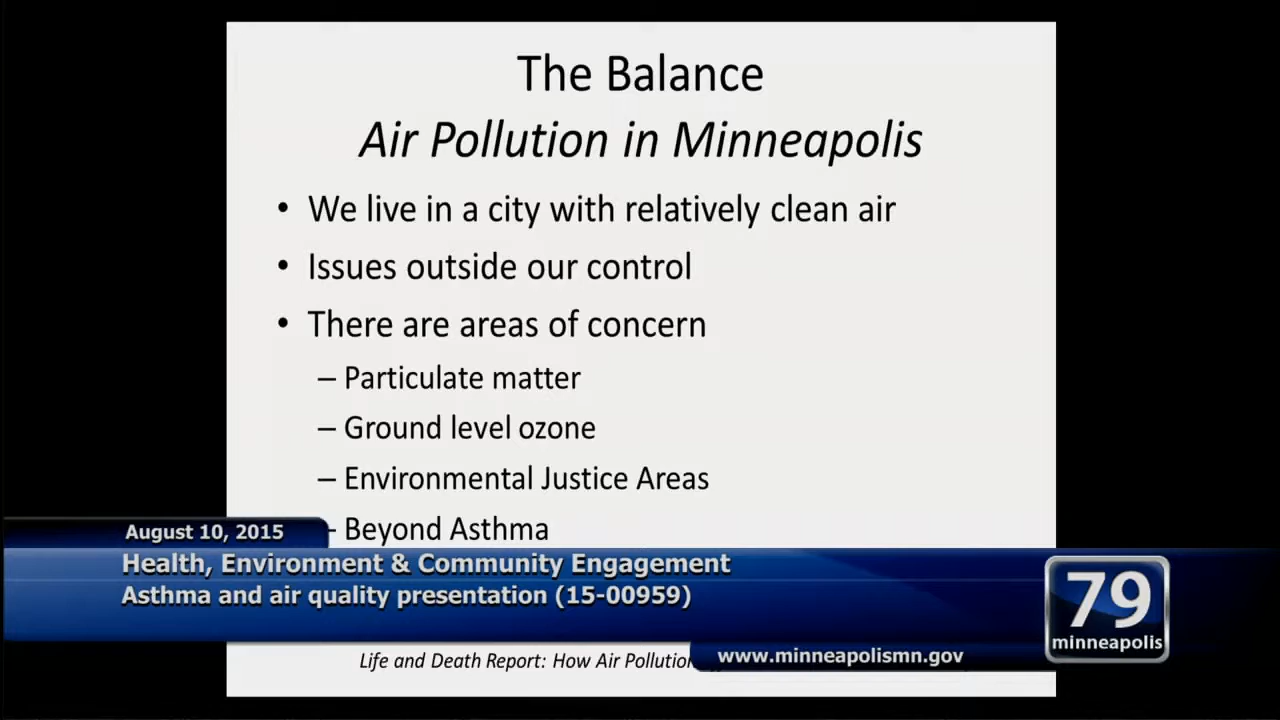 The Balance
Air Pollution in Minneapolis
• We live in a city with relatively clean air
• Issues outside our control
• There are areas of concern
– Particulate matter
– Ground level ozone
– Environmental Justice Areas
– Beyond Asthma
August 10, 2015
Health, Environment & Community Engagement
Asthma and air quality presentation (15-00959)
79
minneapolis
Life and Death Report: How Air Pollution
www.minneapolismn.gov